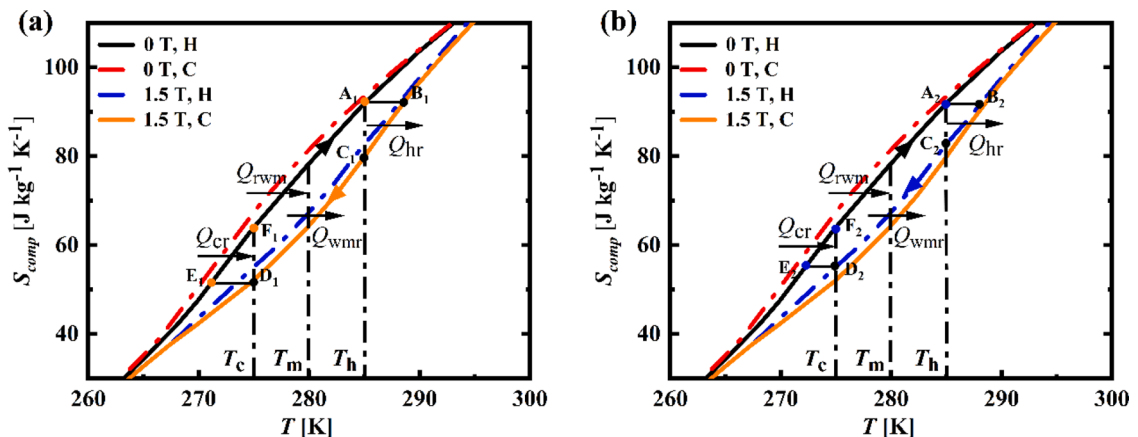 (a)
0 T, H
0 T, C
1.5 T, H
1.5 T, C
A1
B1
Qhr
C1
Qrwm
F1
Qcr
Qwmr
E1
D1
Tc
Tm
Th
100
80
60
40
Scomp [J kg-1 K-1]
260
270
280
290
300
T [K]
(b)
0 T, H
0 T, C
1.5 T, H
1.5 T, C
A2
B2
Qhr
C2
Qrwm
F2
Qcr
Qwmr
E2
D2
Tc
Tm
Th
100
80
60
40
Scomp [J kg-1 K-1]
260
270
280
290
300
T [K]